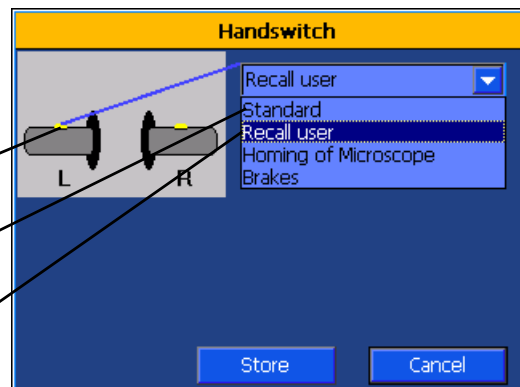 Handswitch
Recall user
Standard
Recall user
Homing of Microscope
Brakes
L R
Store Cancel